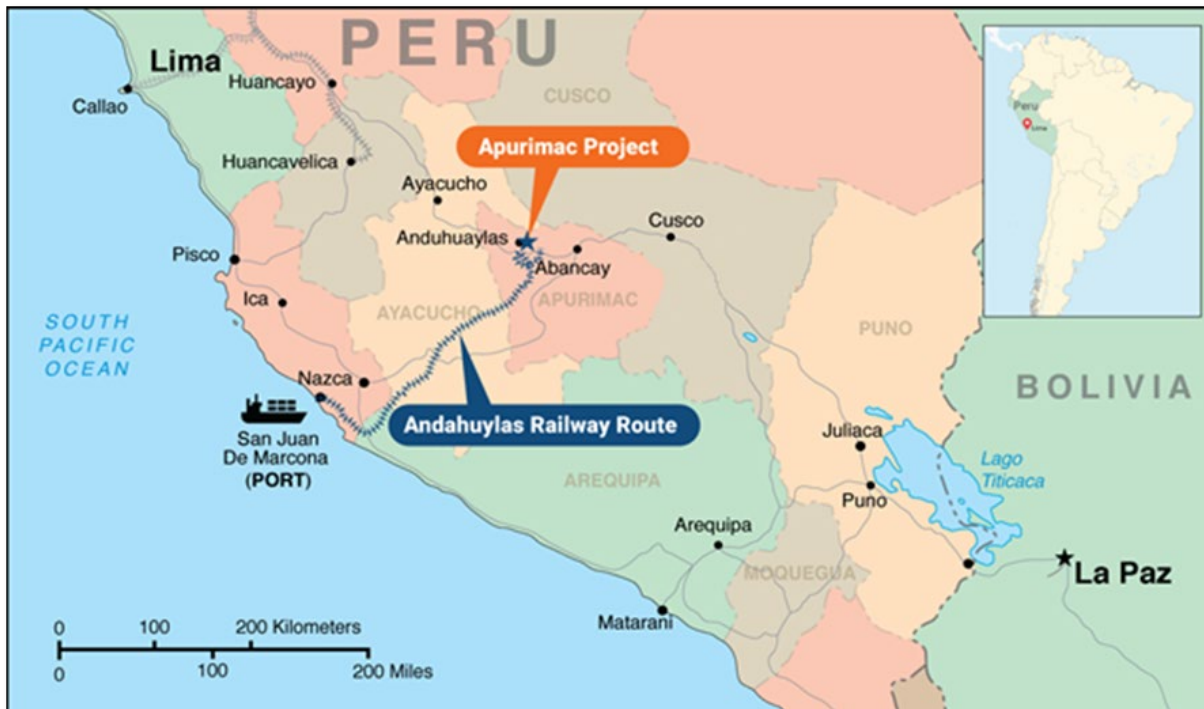 PERU
Lima
Callao
Huancayo
CUSCO
Huancavelica
Apurimac Project
Ayacucho
Anduhuaylas
Cusco
Abancay
Pisco
Ica
AYACUCHO
APURIMAC
PUNO
SOUTH
PACIFIC
OCEAN
Nazca
BOLIVIA
San Juan
De Marcona
(PORT)
Andahuylas Railway Route
Juliaca
Lago
Titicaca
Puno
AREQUIPA
Arequipa
MOQUEGUA
La Paz
Matarani
0 100 200 Kilometers
0 100 200 Miles
Peru
Lima